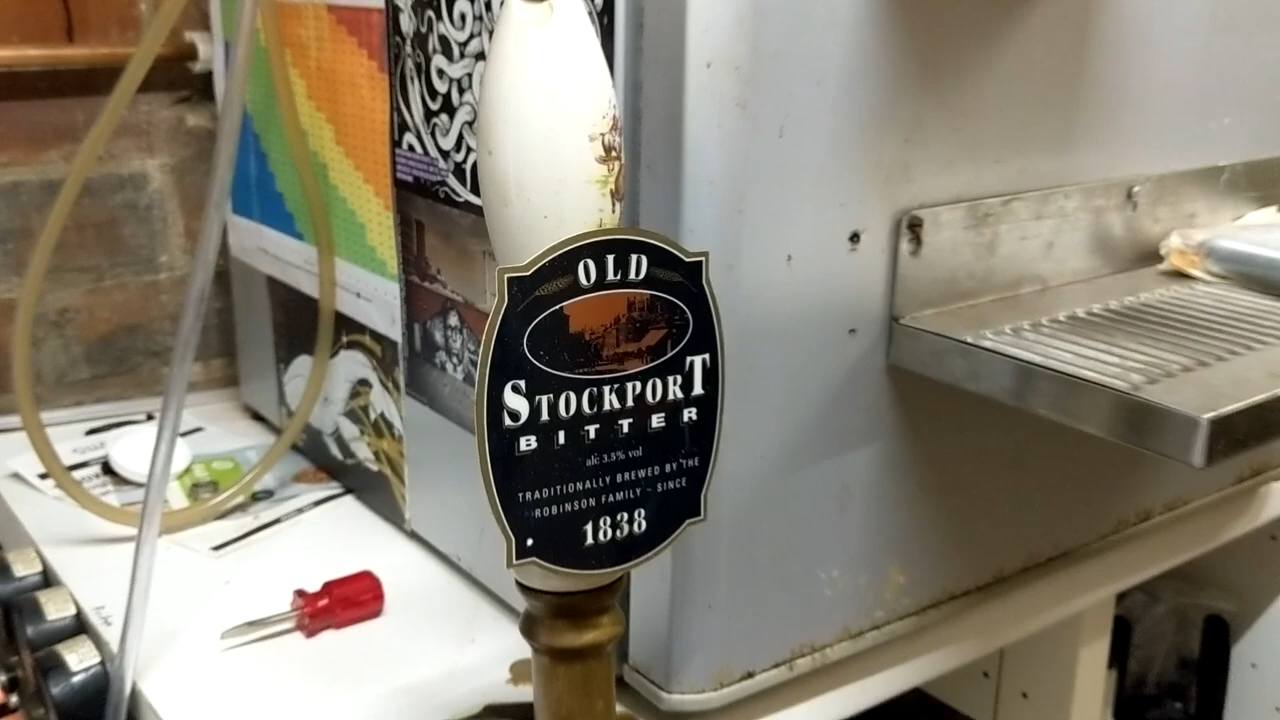 OLD
STOCKPORT
BITTER
alc 3.5% vol
TRADITIONALLY BREWED BY THE
ROBINSON FAMILY ~ SINCE
1838